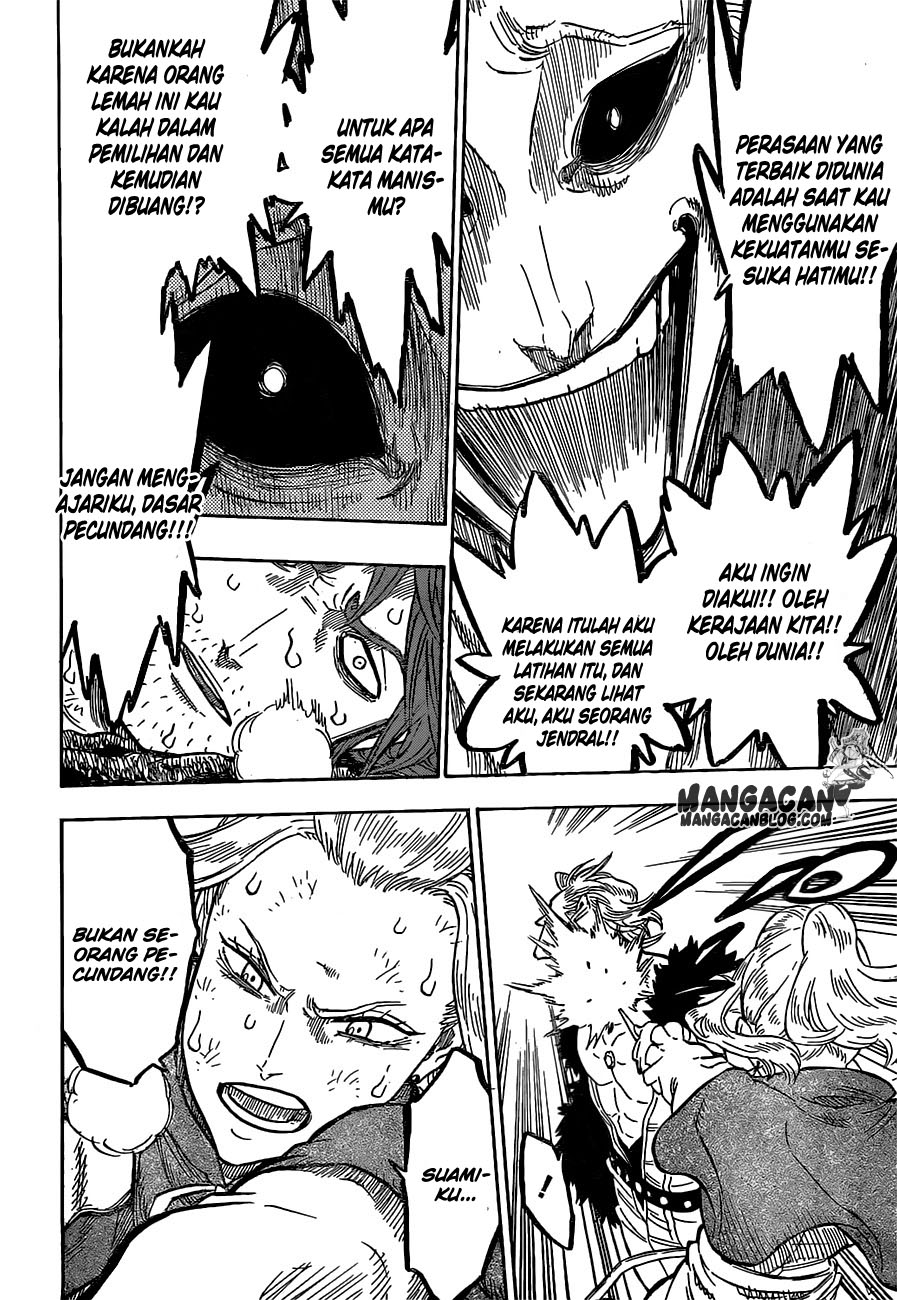 PERASAAN YANG
TERBAIK DIDUNIA
ADALAH SAAT KAU
MENGGUNAKAN
KEKUATANMU SE-
SUKA HATIMU!!
AKU INGIN
DIAKUI!! OLEH
KERAJAAN KITA!!
OLEH DUNIA!!
KARENA ITULAH AKU
MELAKUKAN SEMUA
LATIHAN ITU, DAN
SEKARANG LIHAT
AKU, AKU SEORANG
JENDRAL!!
UNTUK APA
SEMUA KATA-
KATA MANIS-
MU?
BUKANKAH
KARENA ORANG
LEMAH INI KAU
KALAH DALAM
PEMILIHAN DAN
KEMUDIAN
DIBUANG!?
JANGAN MENG-
AJARIKU, DASAR
PECUNDANG!!!
MANGACAN
MANGACANBLOG.COM
!
SUAMI-
KU...
BUKAN SE-
ORANG PE-
CUNDANG!!